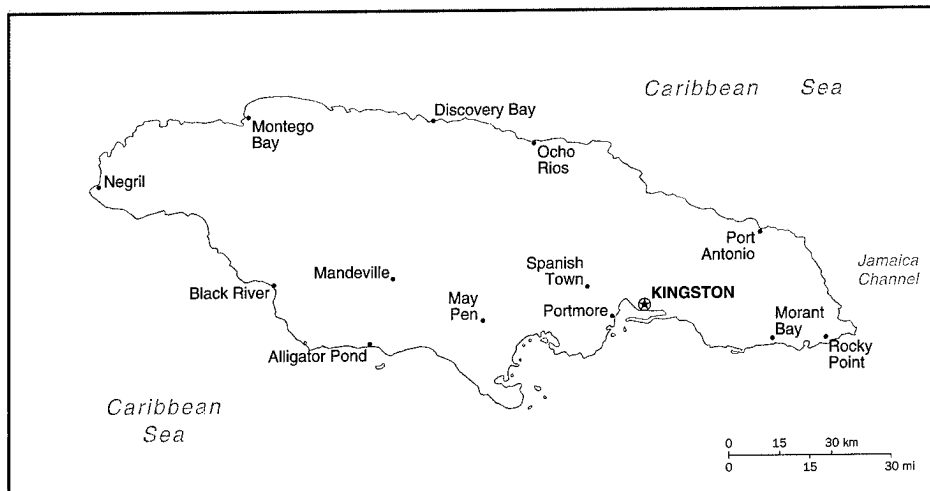 Caribbean Sea
Discovery Bay
Montego
Bay
Ocho
Rios
Negril
Port
Antonio
Jamaica
Channel
Spanish
Town
Mandeville
Black River
KINGSTON
May
Pen
Portmore
Morant
Bay
Rocky
Point
Alligator Pond
Caribbean
Sea
0 15 30 km
0 15 30 mi